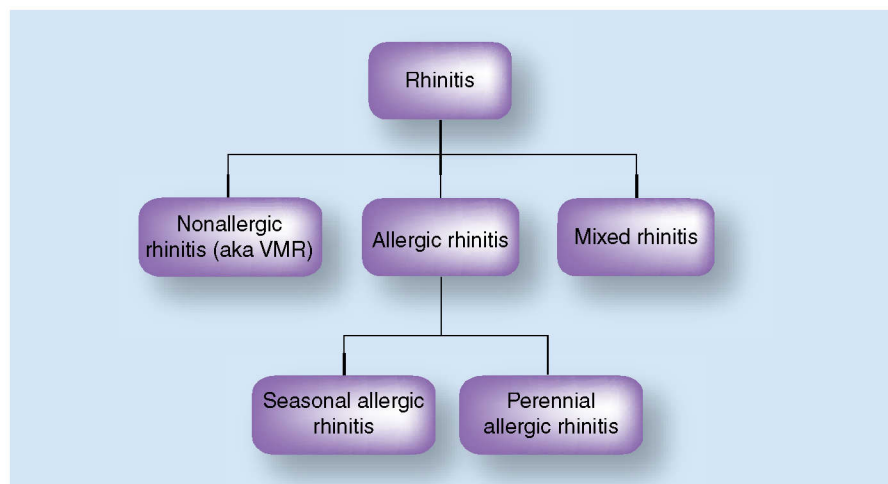 Rhinitis
Nonallergic
rhinitis (aka VMR)
Allergic rhinitis
Mixed rhinitis
Seasonal allergic
rhinitis
Perennial
allergic rhinitis